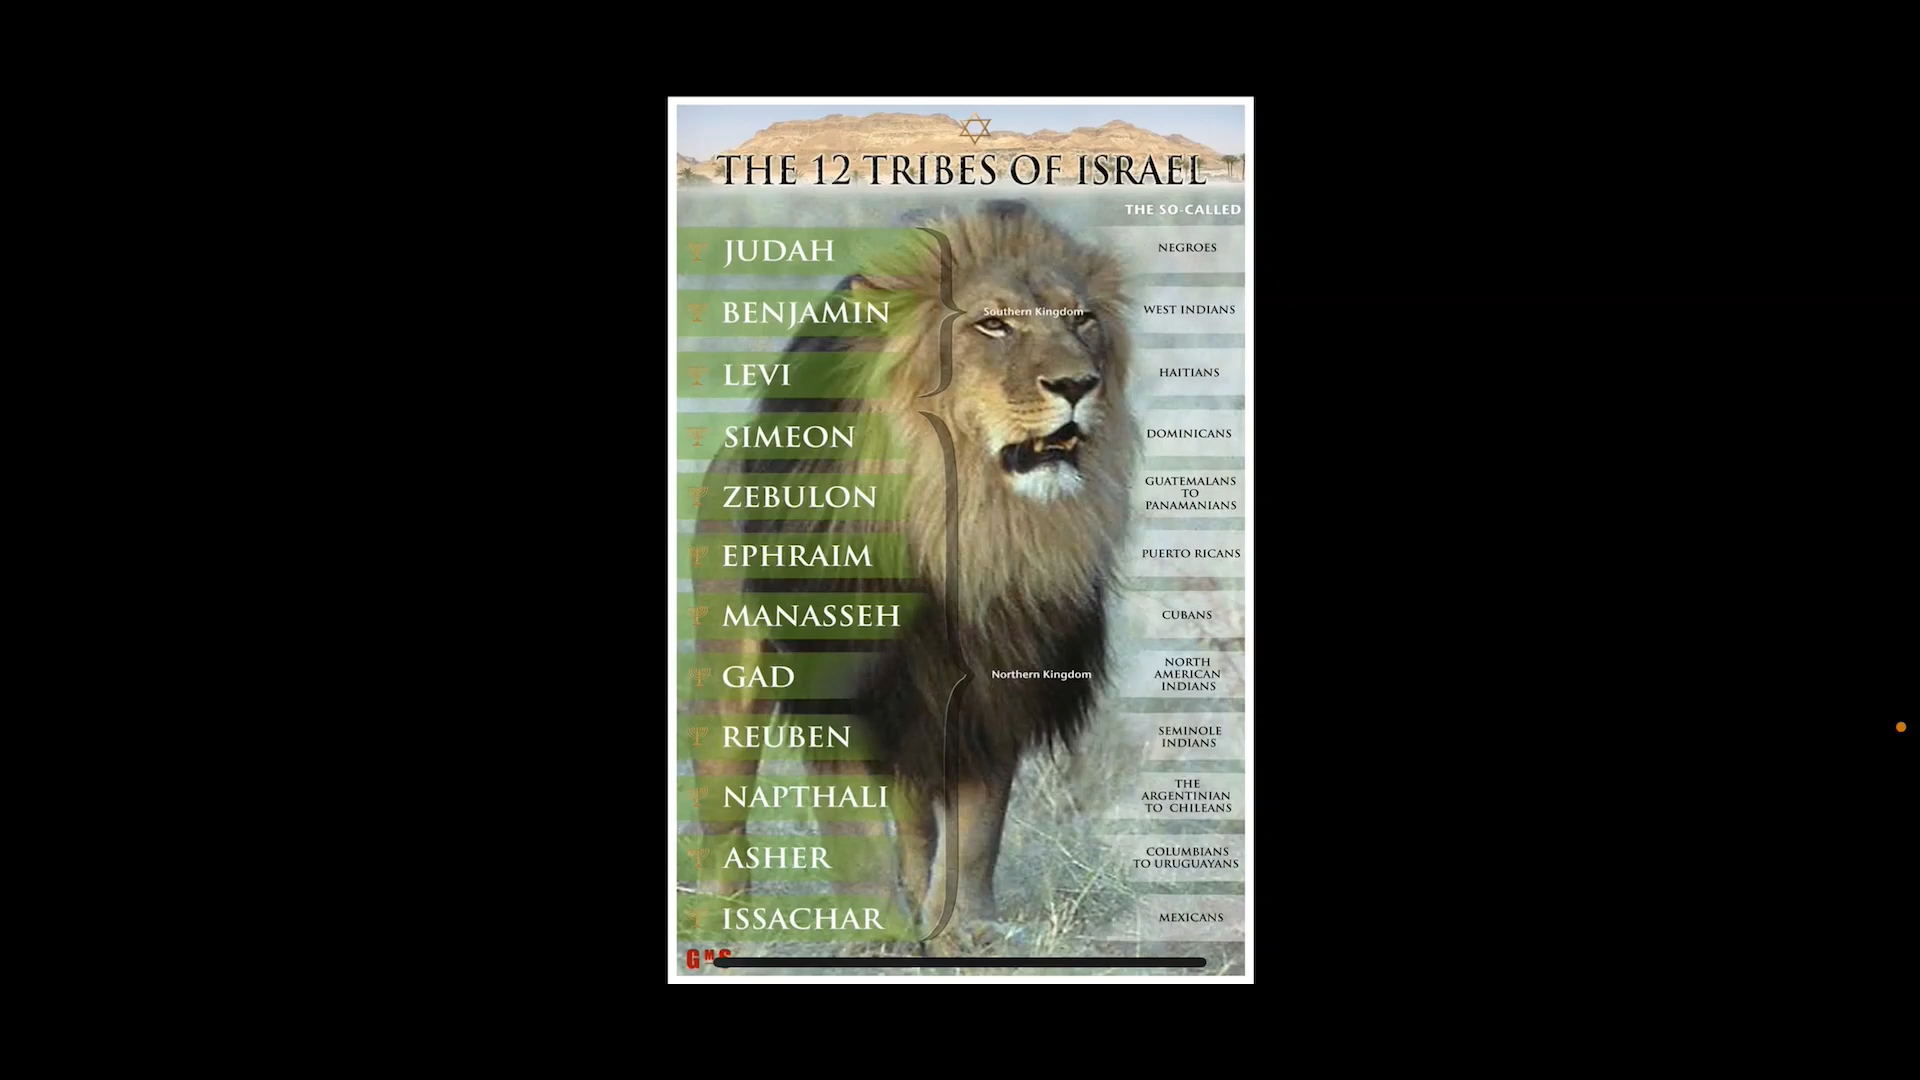 THE 12 TRIBES OF ISRAEL
THE SO-CALLED
JUDAH
NEGROES
BENJAMIN
Southern Kingdom
WEST INDIANS
LEVI
HAITIANS
SIMEON
DOMINICANS
ZEBULON
GUATEMALANS
TO
PANAMANIANS
EPHRAIM
PUERTO RICANS
MANASSEH
CUBANS
GAD
Northern Kingdom
NORTH
AMERICAN
INDIANS
REUBEN
SEMINOLE
INDIANS
NAPTHALI
THE
ARGENTINIAN
TO CHILEANS
ASHER
COLUMBIANS
TO URUGUAYANS
ISSACHAR
MEXICANS
GMS